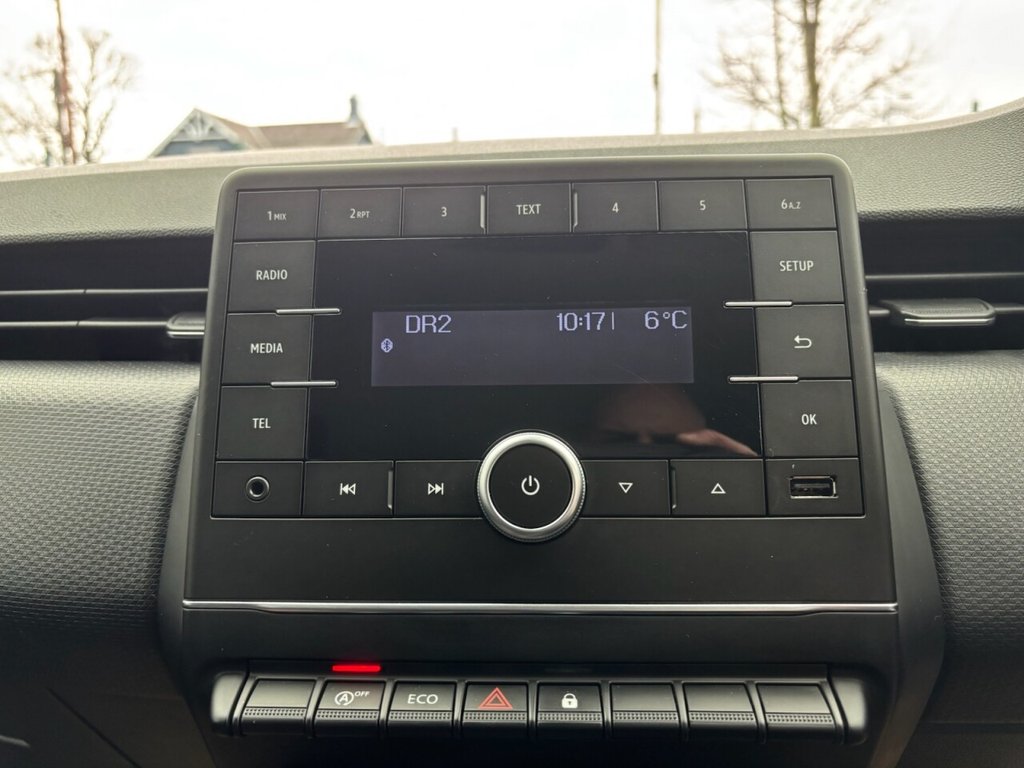 1 MIX 2 RPT 3 TEXT 4 5 6 A.Z
RADIO SETUP
DR2 10:17 6°C
MEDIA
TEL OK
A OFF ECO